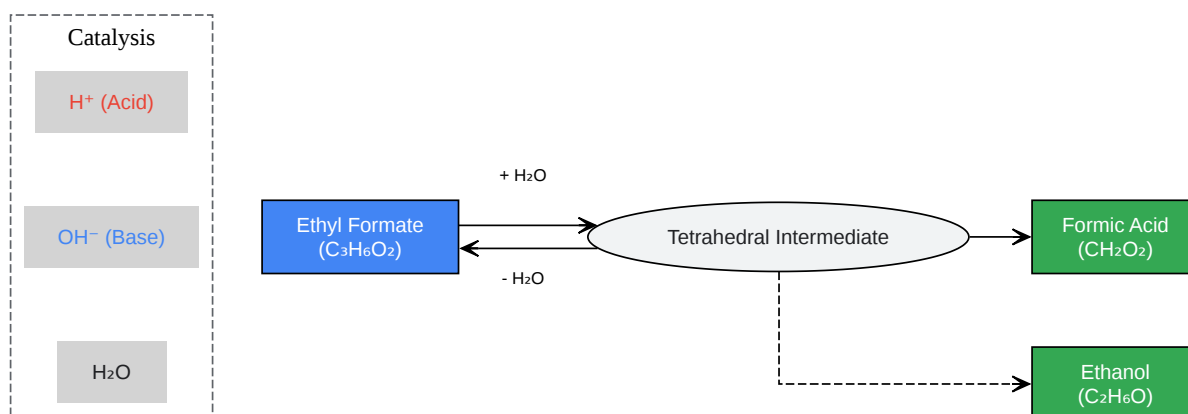 Catalysis
H⁺ (Acid)
OH⁻ (Base)
H₂O
+ H₂O
Ethyl Formate
(C₃H₆O₂)
- H₂O
Tetrahedral Intermediate
Formic Acid
(CH₂O₂)
Ethanol
(C₂H₆O)